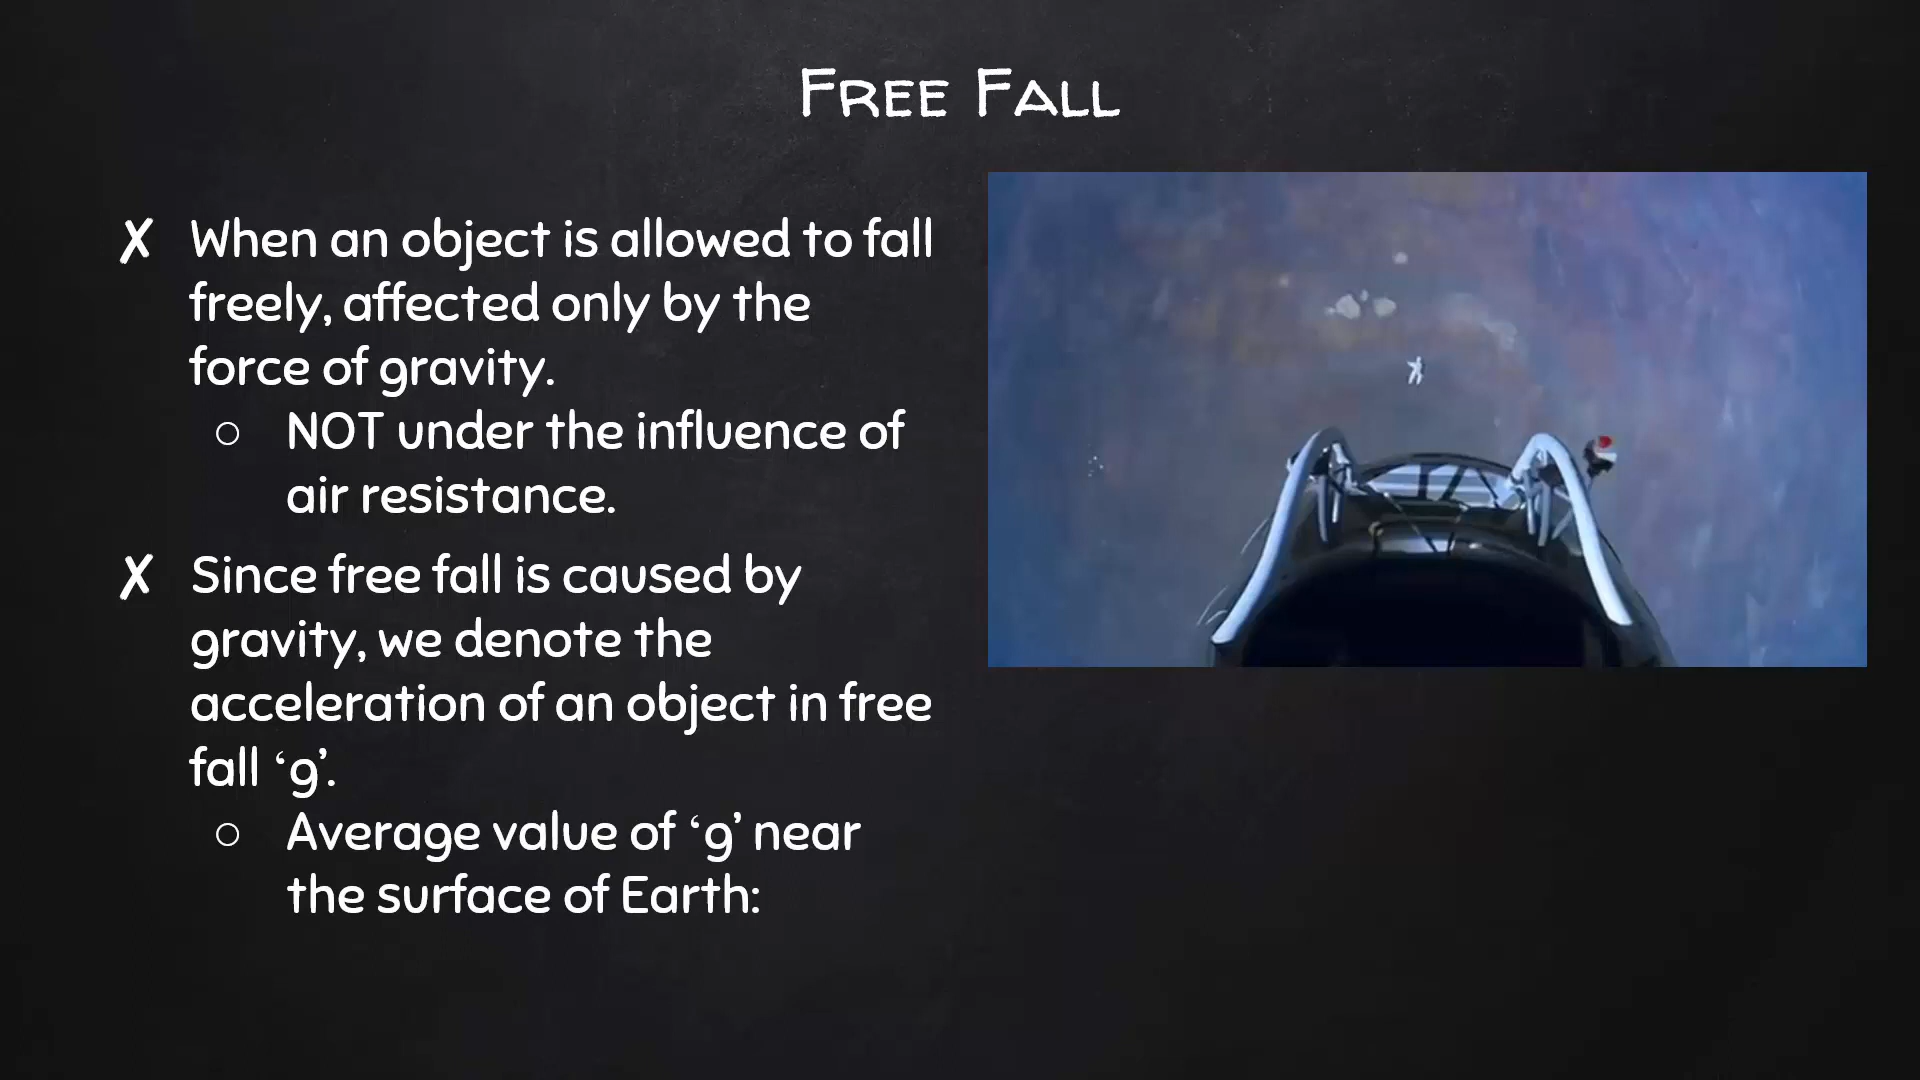 Free Fall
✗ When an object is allowed to fall
freely, affected only by the
force of gravity.
○ NOT under the influence of
air resistance.
✗ Since free fall is caused by
gravity, we denote the
acceleration of an object in free
fall ‘g’.
○ Average value of ‘g’ near
the surface of Earth: